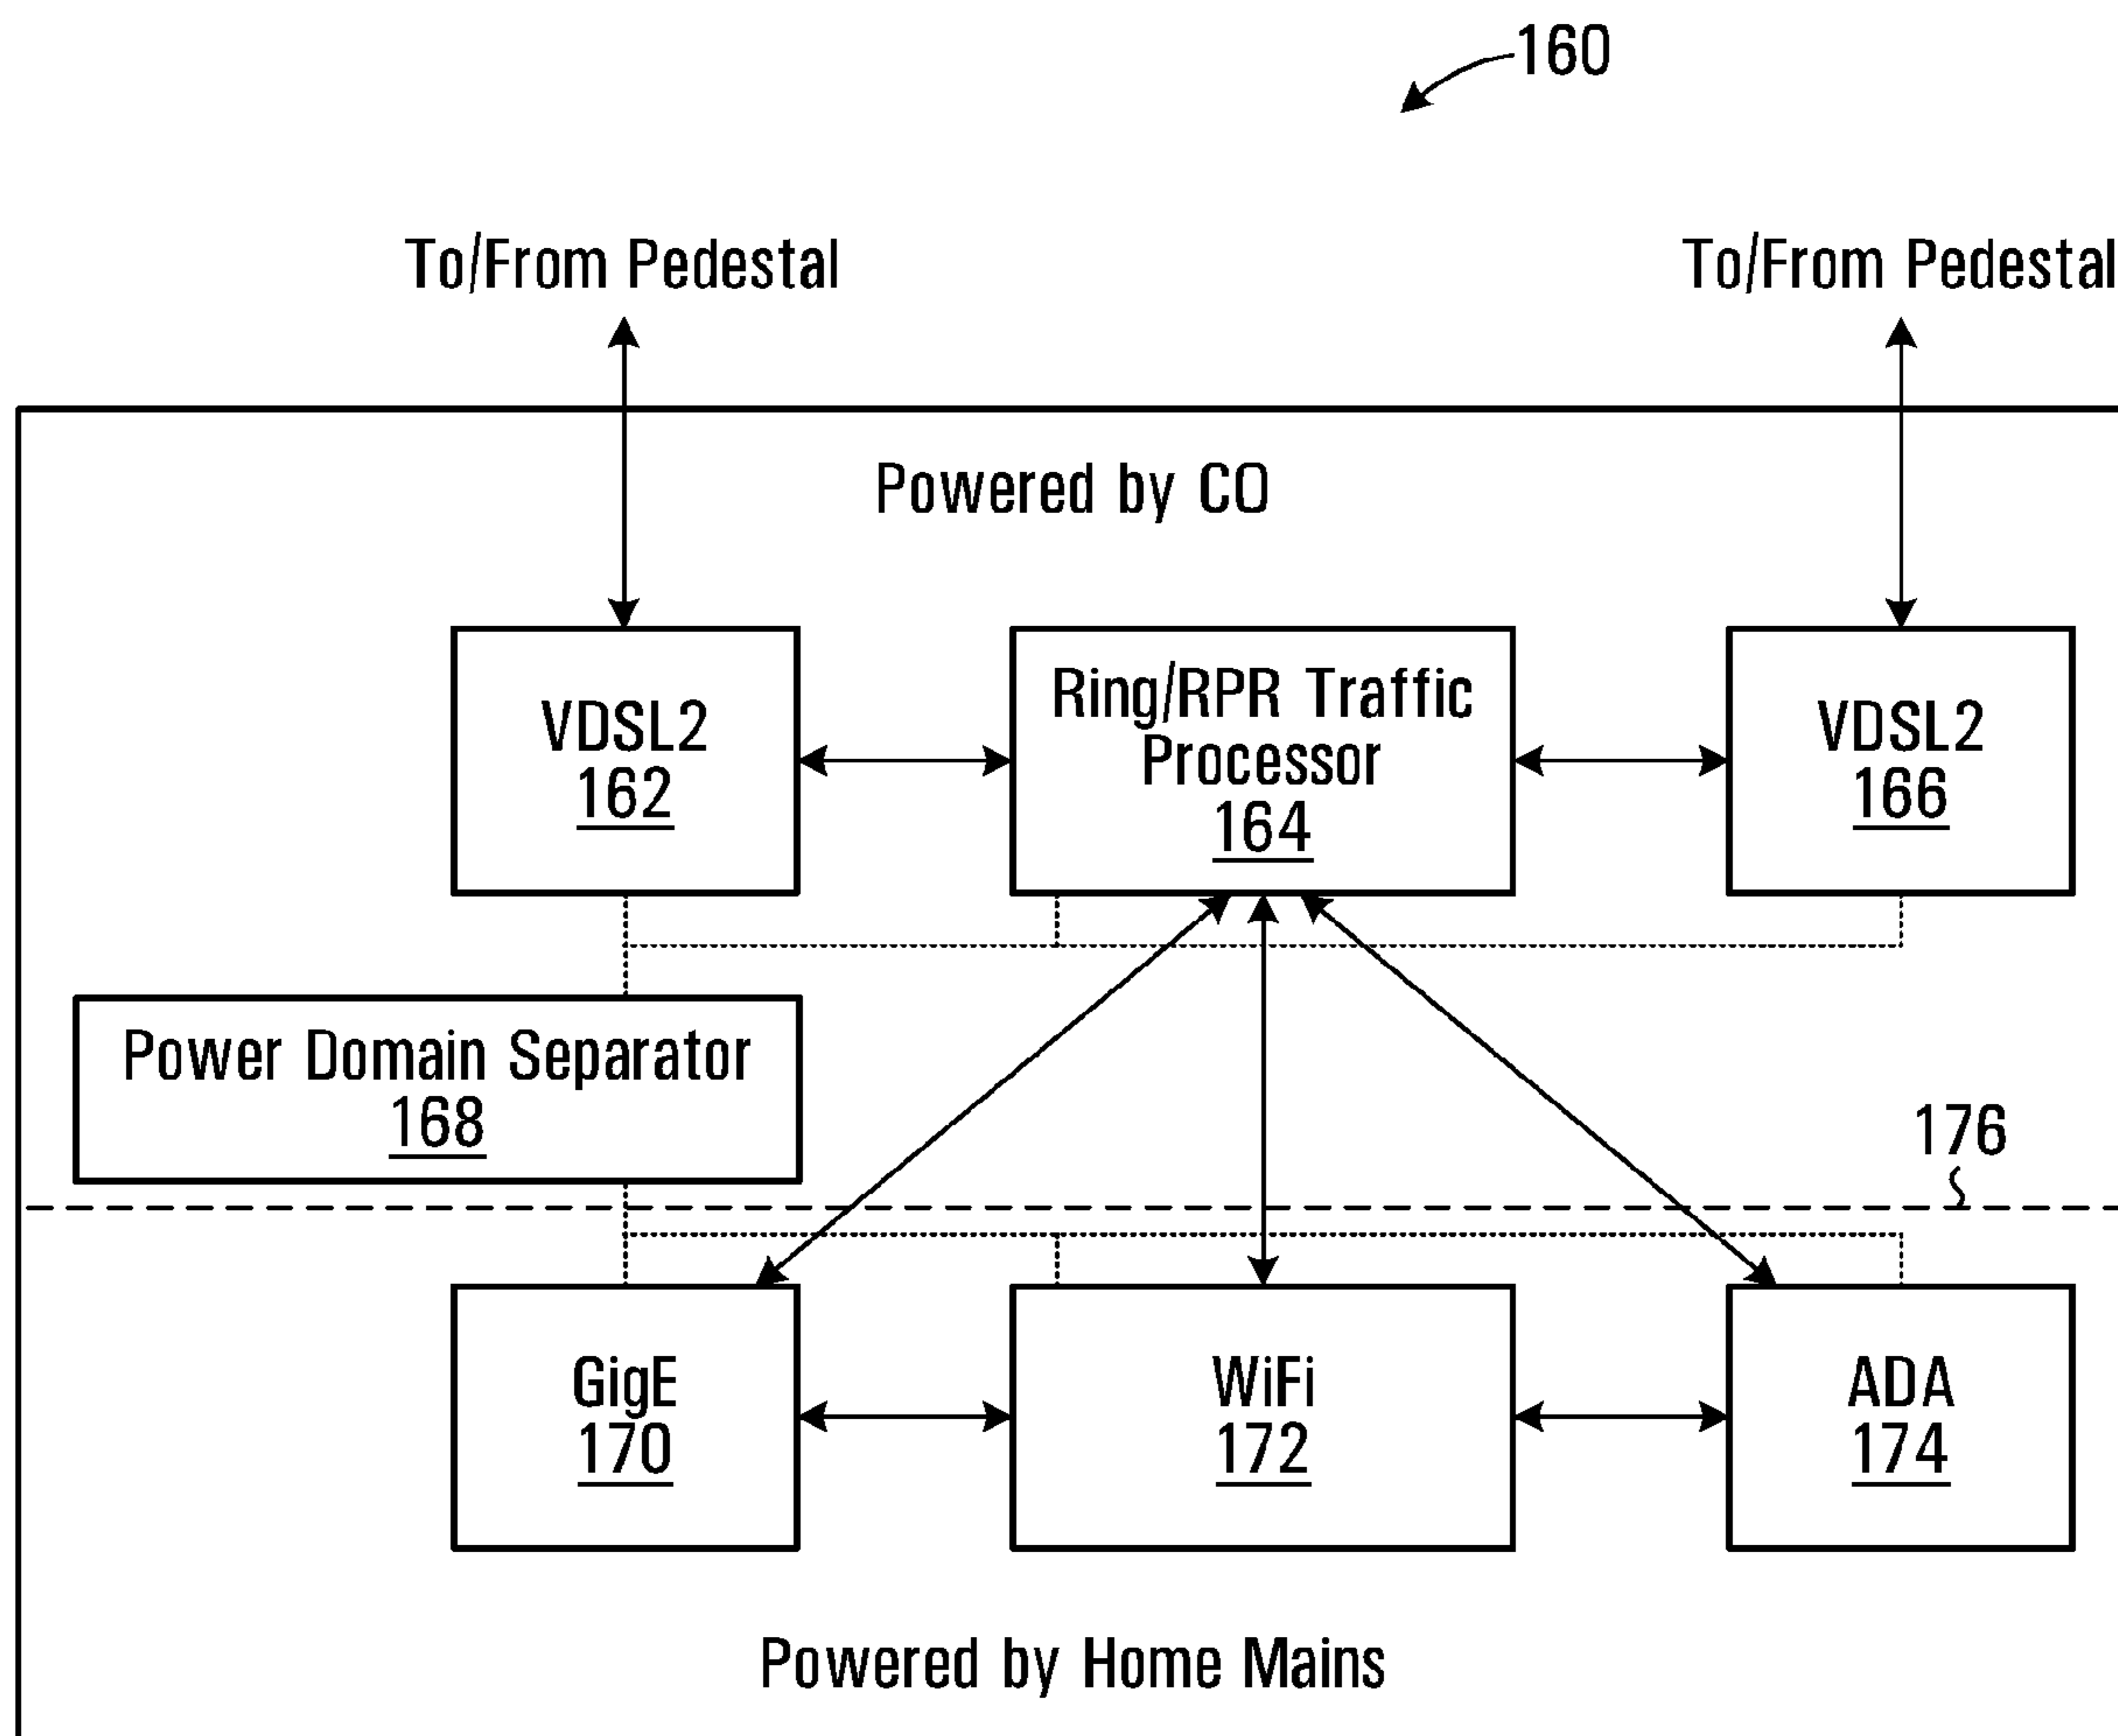 160
To/From Pedestal
To/From Pedestal
Powered by CO
VDSL2
162
Ring/RPR Traffic
Processor
164
VDSL2
166
Power Domain Separator
168
176
GigE
170
WiFi
172
ADA
174
Powered by Home Mains